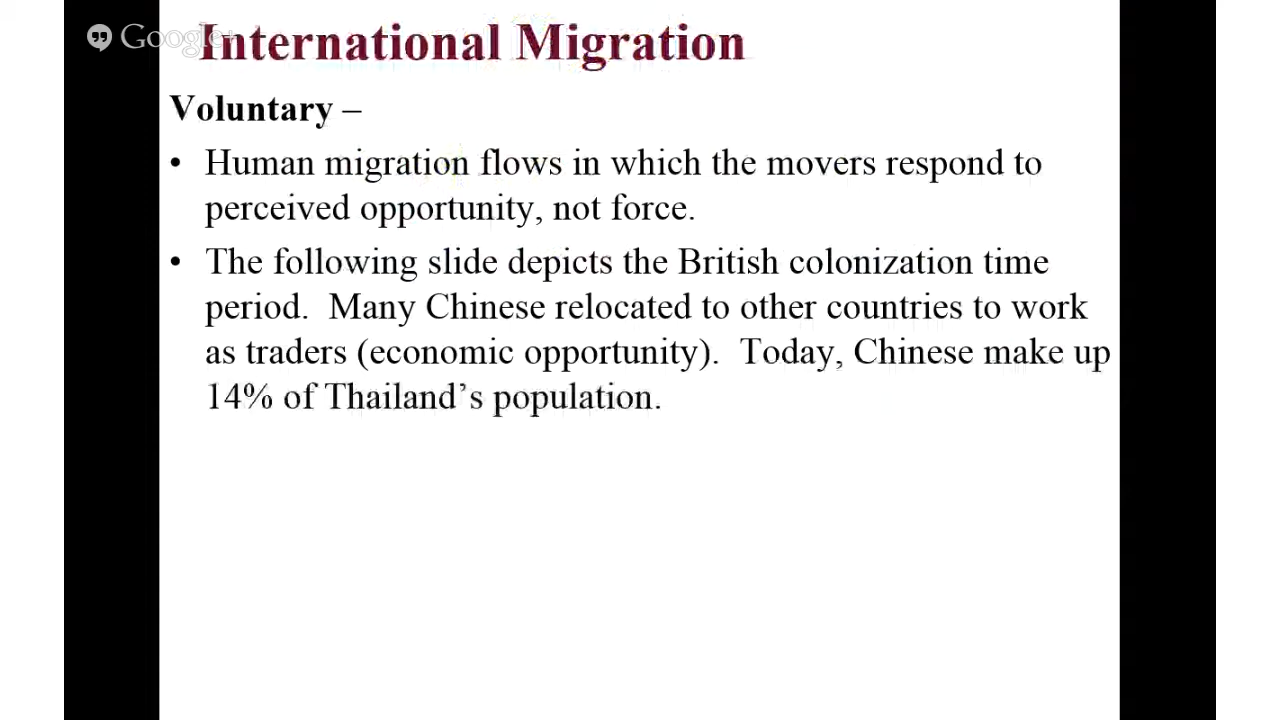 Google+
International Migration
Voluntary –
• Human migration flows in which the movers respond to
perceived opportunity, not force.
• The following slide depicts the British colonization time
period.  Many Chinese relocated to other countries to work
as traders (economic opportunity).  Today, Chinese make up
14% of Thailand’s population.